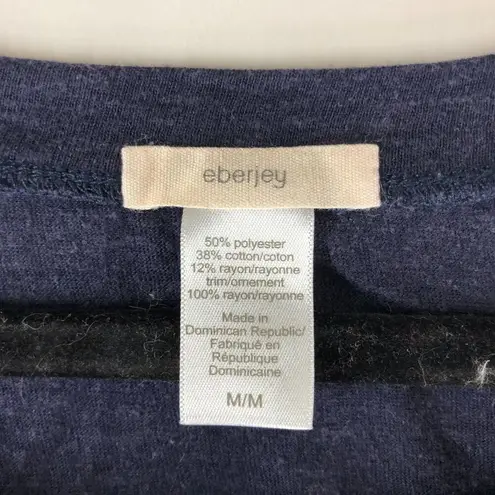 eberjey
50% polyester
38% cotton/coton
12% rayon/rayonne
trim/ornement
100% rayon/rayonne
Made in
Dominican Republic/
Fabriqué en
République
Dominicaine
M/M